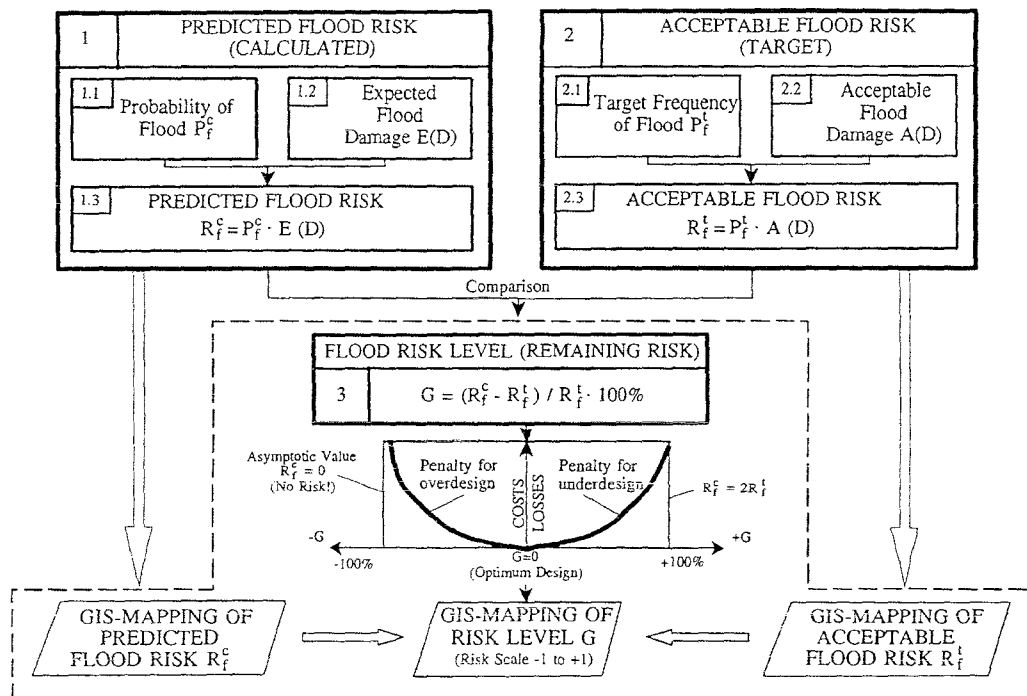 1
PREDICTED FLOOD RISK
(CALCULATED)
1.1
Probability of
Flood P_f^c
1.2
Expected
Flood
Damage E(D)
1.3
PREDICTED FLOOD RISK
R_f^c = P_f^c · E (D)
2
ACCEPTABLE FLOOD RISK
(TARGET)
2.1
Target Frequency
of Flood P_f^t
2.2
Acceptable
Flood
Damage A(D)
2.3
ACCEPTABLE FLOOD RISK
R_f^t = P_f^t · A (D)
Comparison
FLOOD RISK LEVEL (REMAINING RISK)
3
G = (R_f^c - R_f^t) / R_f^t · 100%
Asymptotic Value
R_f^c = 0
(No Risk!)
Penalty for
overdesign
COSTS
LOSSES
Penalty for
underdesign
R_f^c = 2R_f^t
-G
-100%
G=0
(Optimum Design)
+100%
+G
GIS-MAPPING OF
PREDICTED
FLOOD RISK R_f^c
GIS-MAPPING OF
RISK LEVEL G
(Risk Scale -1 to +1)
GIS-MAPPING OF
ACCEPTABLE
FLOOD RISK R_f^t